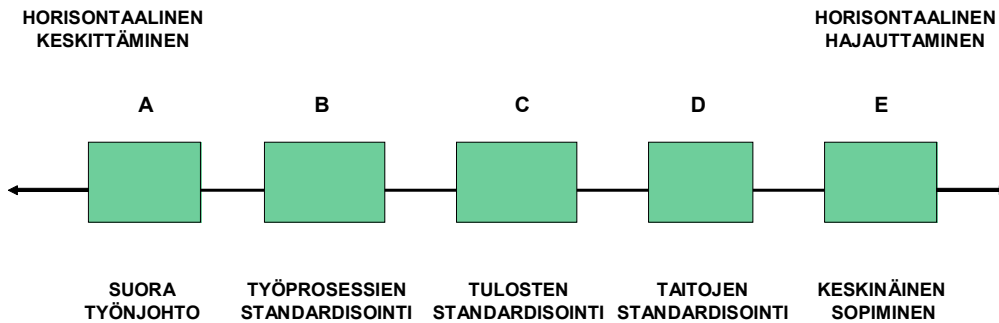 HORISONTAALINEN
KESKITTÄMINEN
HORISONTAALINEN
HAJAUTTAMINEN
A
B
C
D
E
SUORA
TYÖNJOHTO
TYÖPROSESSIEN
STANDARDISOINTI
TULOSTEN
STANDARDISOINTI
TAITOJEN
STANDARDISOINTI
KESKINÄINEN
SOPIMINEN